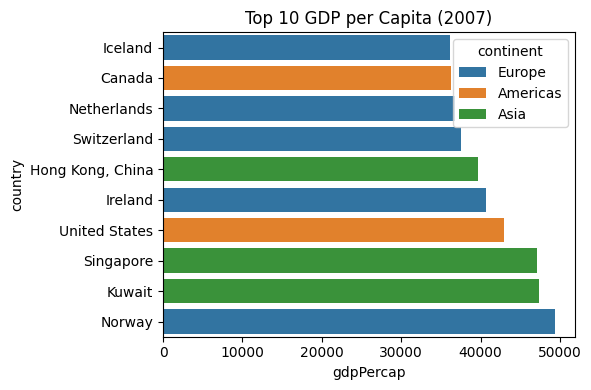 Top 10 GDP per Capita (2007)
continent
Europe
Americas
Asia
country
Iceland
Canada
Netherlands
Switzerland
Hong Kong, China
Ireland
United States
Singapore
Kuwait
Norway
0 10000 20000 30000 40000 50000
gdpPercap